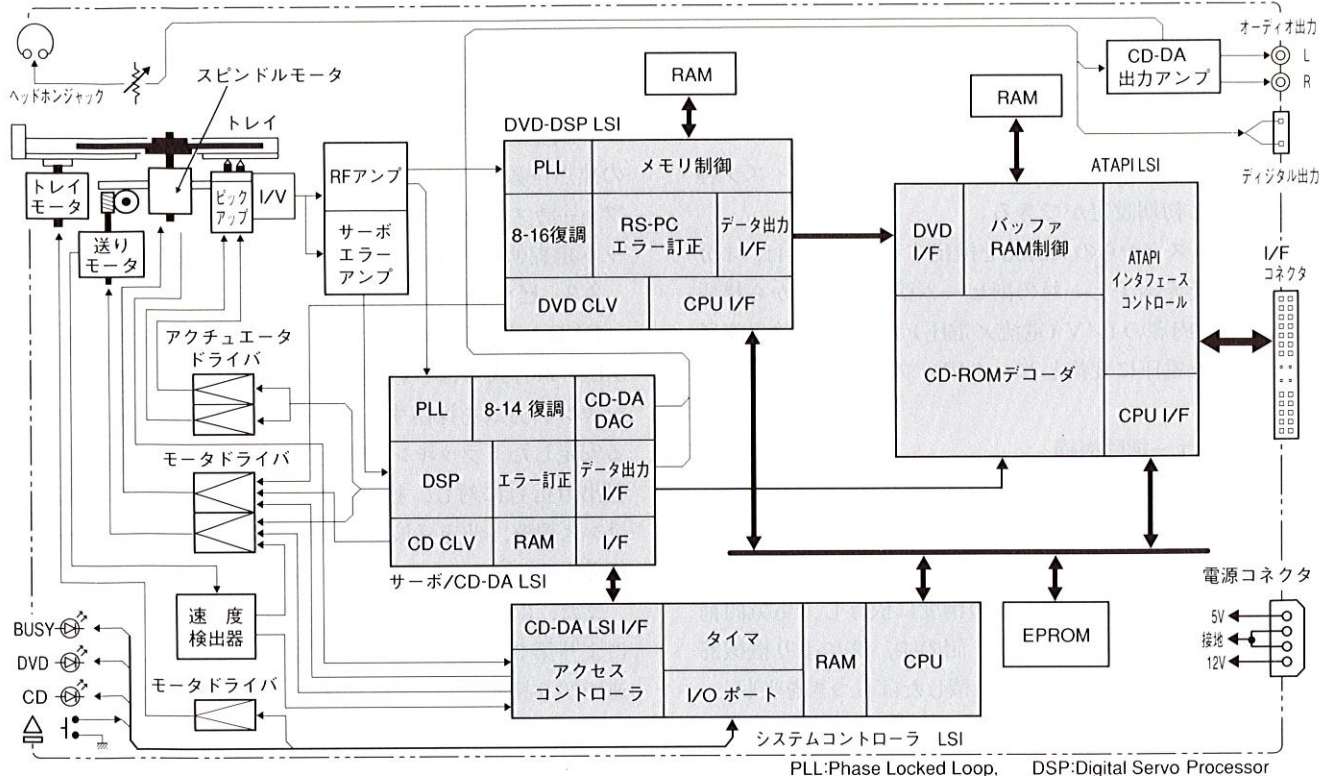 オーディオ出力
L
R
CD-DA
出力アンプ
ヘッドホンジャック
スピンドルモータ
トレイ
RAM
RAM
DVD-DSP LSI
ATAPI LSI
ディジタル出力
トレイ
モータ
送り
モータ
ピック
アップ
I/V
RFアンプ
サーボ
エラー
アンプ
PLL
メモリ制御
8-16復調
RS-PC
エラー訂正
データ出力
I/F
DVD CLV
CPU I/F
DVD
I/F
バッファ
RAM制御
ATAPI
インタフェース
コントロール
CD-ROMデコーダ
CPU I/F
I/F
コネクタ
アクチュエータ
ドライバ
モータドライバ
PLL
8-14 復調
CD-DA
DAC
DSP
エラー訂正
データ出力
I/F
CD CLV
RAM
I/F
サーボ/CD-DA LSI
速 度
検出器
BUSY
DVD
CD
モータドライバ
CD-DA LSI I/F
アクセス
コントローラ
タイマ
I/O ポート
RAM
CPU
システムコントローラ LSI
EPROM
電源コネクタ
5V
接地
12V
PLL:Phase Locked Loop, DSP:Digital Servo Processor